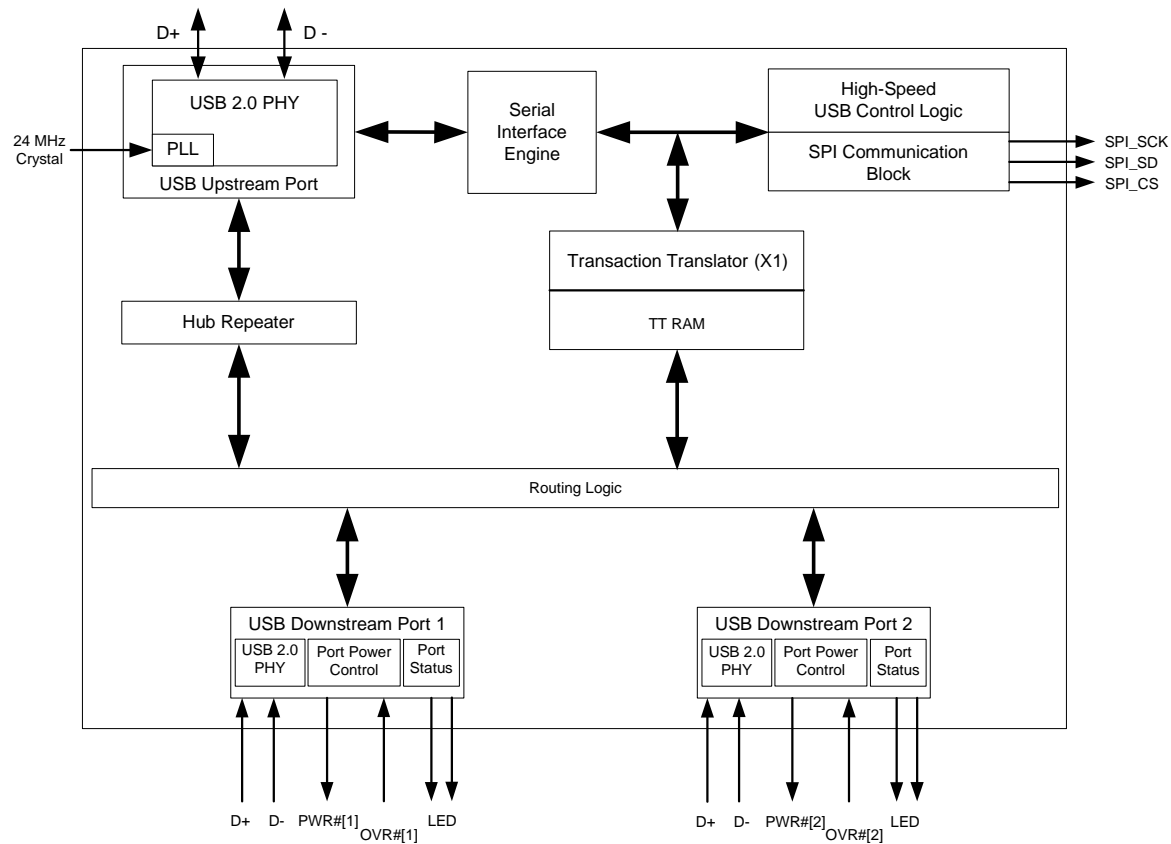 D+
D -
USB 2.0 PHY
PLL
USB Upstream Port
24 MHz
Crystal
Serial
Interface
Engine
High-Speed
USB Control Logic
SPI Communication
Block
SPI_SCK
SPI_SD
SPI_CS
Transaction Translator (X1)
TT RAM
Hub Repeater
Routing Logic
USB Downstream Port 1
USB 2.0
PHY
Port Power
Control
Port
Status
USB Downstream Port 2
USB 2.0
PHY
Port Power
Control
Port
Status
D+
D-
PWR#[1]
OVR#[1]
LED
D+
D-
PWR#[2]
OVR#[2]
LED